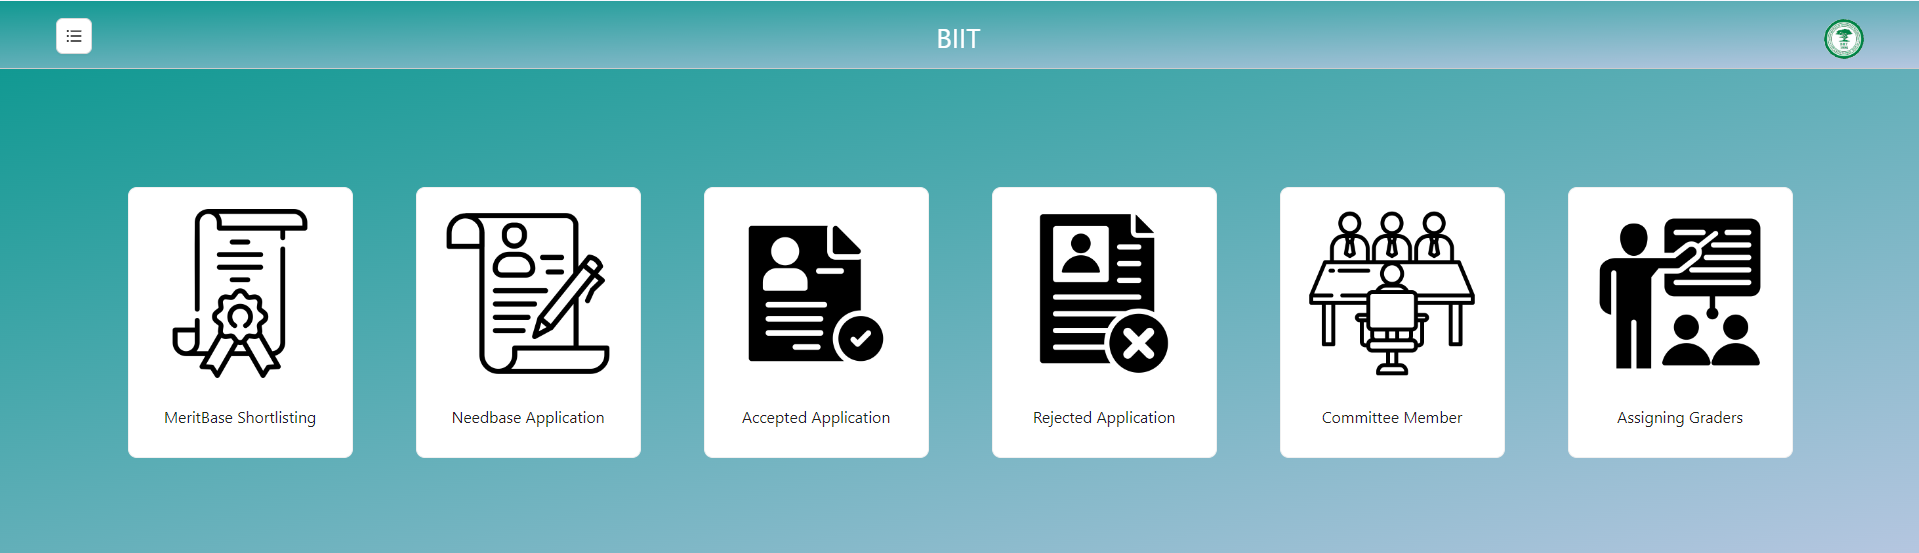 BIIT
MeritBase Shortlisting
Needbase Application
Accepted Application
Rejected Application
Committee Member
Assigning Graders